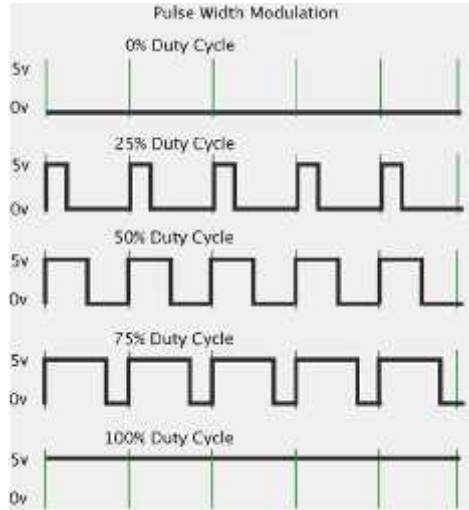 Pulse Width Modulation
0% Duty Cycle
5v
0v
25% Duty Cycle
5v
0v
50% Duty Cycle
5v
0v
75% Duty Cycle
5v
0v
100% Duty Cycle
5v
0v